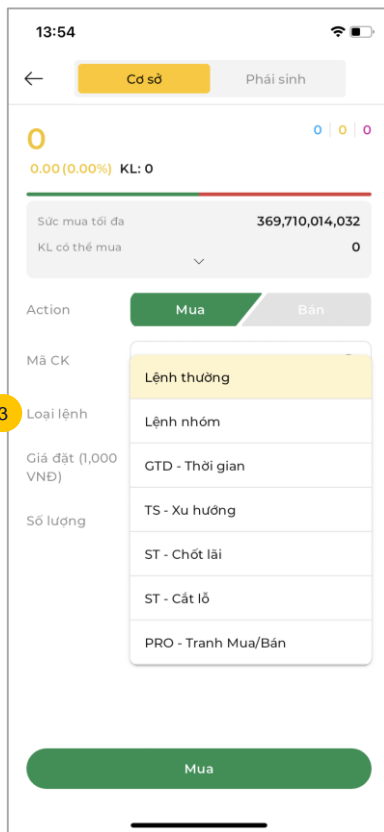 13:54
Cơ sở Phái sinh
0
0 0 0
0.00 (0.00%) KL: 0
Sức mua tối đa 369,710,014,032
KL có thể mua 0
Action Mua Bán
Mã CK
Lệnh thường
3 Loại lệnh
Lệnh nhóm
Giá đặt (1,000
VNĐ)
GTD - Thời gian
TS - Xu hướng
Số lượng
ST - Chốt lãi
ST - Cắt lỗ
PRO - Tranh Mua/Bán
Mua